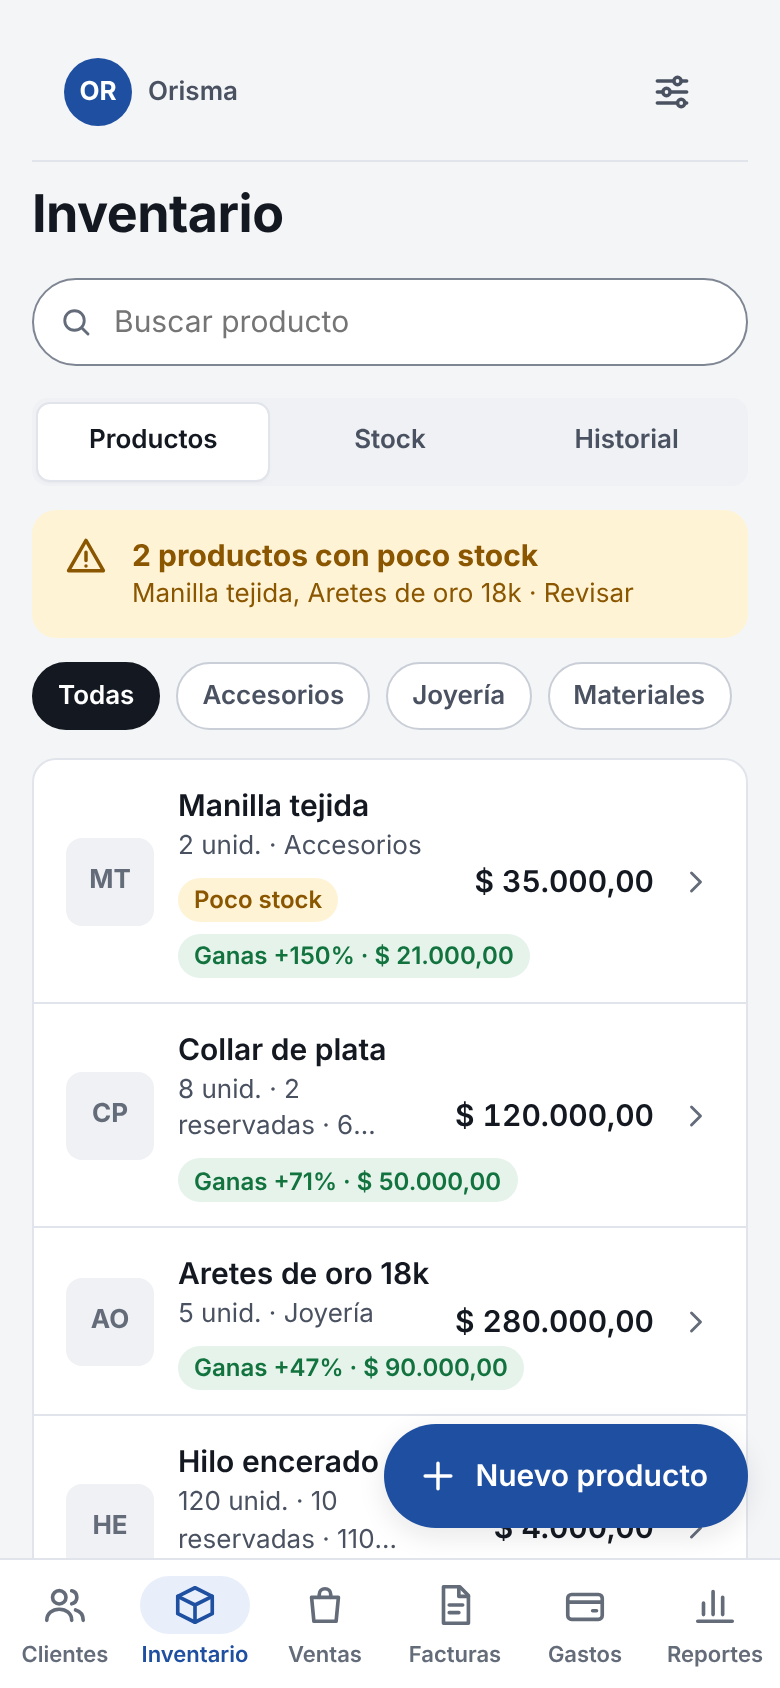 OR Orisma
Inventario
Buscar producto
Productos Stock Historial
2 productos con poco stock
Manilla tejida, Aretes de oro 18k · Revisar
Todas Accesorios Joyería Materiales
Manilla tejida
2 unid. · Accesorios
MT
$ 35.000,00
Poco stock
Ganas +150% · $ 21.000,00
Collar de plata
8 unid. · 2
reservadas · 6...
CP
$ 120.000,00
Ganas +71% · $ 50.000,00
Aretes de oro 18k
5 unid. · Joyería
AO
$ 280.000,00
Ganas +47% · $ 90.000,00
Hilo encerado
Nuevo producto
120 unid. · 10
reservadas · 110...
HE
$ 4.000,00
Clientes Inventario Ventas Facturas Gastos Reportes